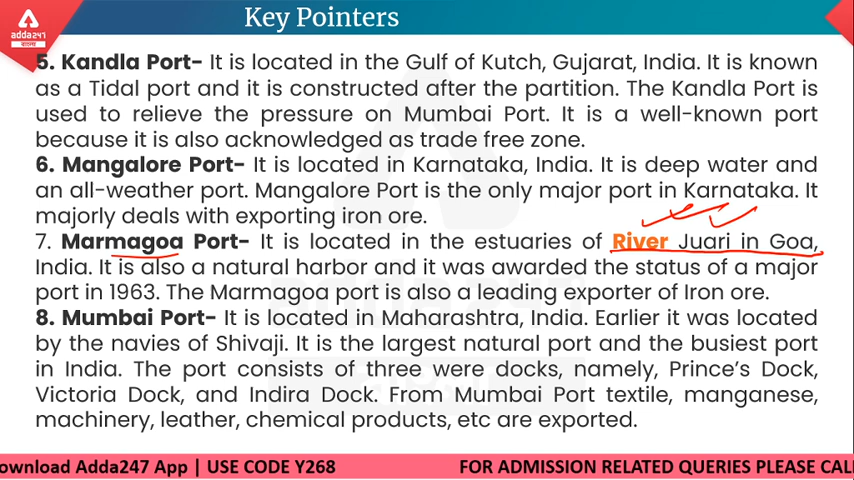 Key Pointers
adda247
বাংলা
5. Kandla Port- It is located in the Gulf of Kutch, Gujarat, India. It is known
as a Tidal port and it is constructed after the partition. The Kandla Port is
used to relieve the pressure on Mumbai Port. It is a well-known port
because it is also acknowledged as trade free zone.
6. Mangalore Port- It is located in Karnataka, India. It is deep water and
an all-weather port. Mangalore Port is the only major port in Karnataka. It
majorly deals with exporting iron ore.
7. Marmagoa Port- It is located in the estuaries of River Juari in Goa,
India. It is also a natural harbor and it was awarded the status of a major
port in 1963. The Marmagoa port is also a leading exporter of Iron ore.
8. Mumbai Port- It is located in Maharashtra, India. Earlier it was located
by the navies of Shivaji. It is the largest natural port and the busiest port
in India. The port consists of three were docks, namely, Prince's Dock,
Victoria Dock, and Indira Dock. From Mumbai Port textile, manganese,
machinery, leather, chemical products, etc are exported.
ownload Adda247 App | USE CODE Y268 FOR ADMISSION RELATED QUERIES PLEASE CAL